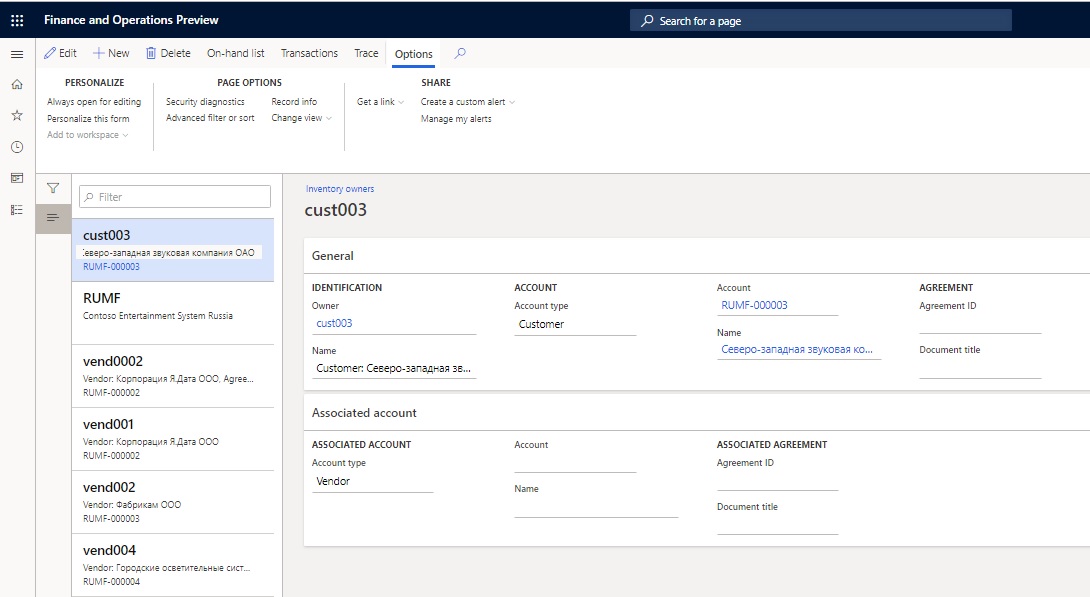 Finance and Operations Preview
Search for a page
Edit New Delete On-hand list Transactions Trace Options
PERSONALIZE
Always open for editing
Personalize this form
Add to workspace
PAGE OPTIONS
Security diagnostics
Advanced filter or sort
Record info
Change view
Get a link
SHARE
Create a custom alert
Manage my alerts
Filter
cust003
Северо-западная звуковая компания ОАО
RUMF-000003
RUMF
Contoso Entertainment System Russia
vend0002
Vendor: Корпорация Я.Дата ООО, Agree...
RUMF-000002
vend001
Vendor: Корпорация Я.Дата ООО
RUMF-000002
vend002
Vendor: Фабрикам ООО
RUMF-000003
vend004
Vendor: Городские осветительные сист...
RUMF-000004
Inventory owners
cust003
General
IDENTIFICATION
Owner
cust003
Name
Customer: Северо-западная зв...
ACCOUNT
Account type
Customer
Account
RUMF-000003
Name
Северо-западная звуковая ко...
AGREEMENT
Agreement ID
Document title
Associated account
ASSOCIATED ACCOUNT
Account type
Vendor
Account
Name
ASSOCIATED AGREEMENT
Agreement ID
Document title